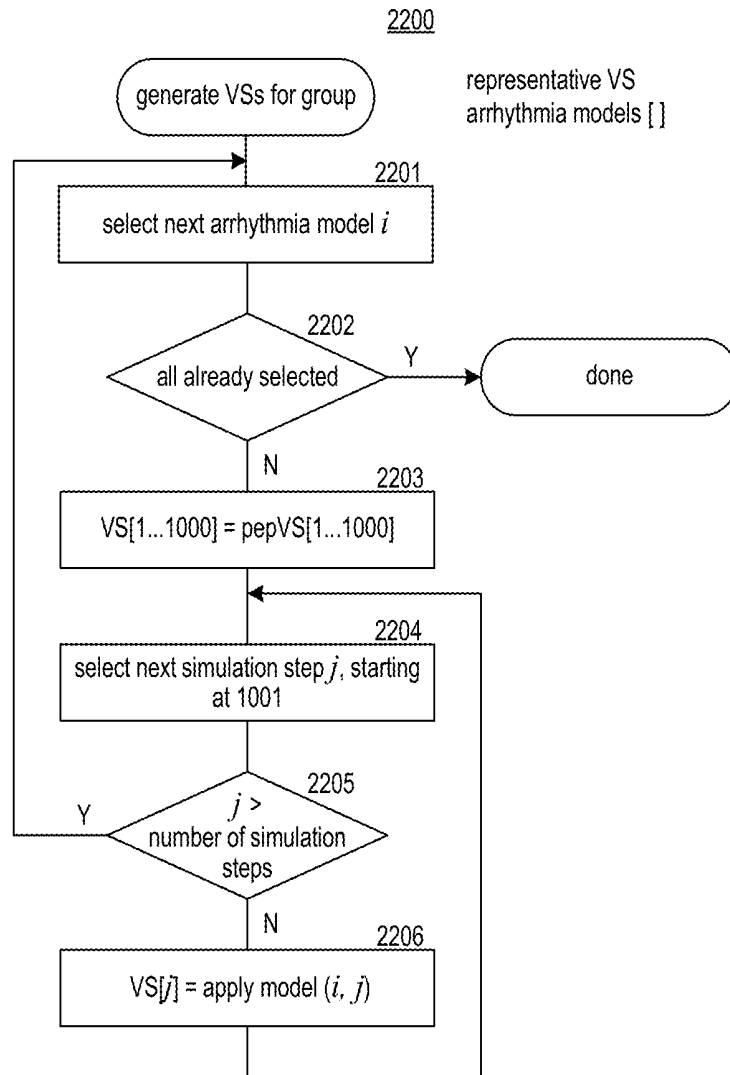 2200
generate VSs for group
representative VS
arrhythmia models [ ]
2201
select next arrhythmia model i
2202
all already selected
Y
done
N
2203
VS[1...1000] = pepVS[1...1000]
2204
select next simulation step j, starting
at 1001
2205
Y
j >
number of simulation
steps
N
2206
VS[j] = apply model (i, j)